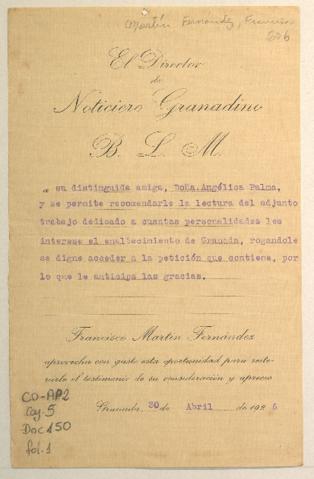 Martín Fernández, Francisco
206
El Director
de
Noticiero Granadino
B. L. M.
a su distinguida amiga, Doña Angélica Palma,
y se permite recomendarle la lectura del adjunto
trabajo dedicado a cuantas personalidades les
interese el enaltecimiento de Granada, rogandole
se digne acceder a la petición que contiene, por
lo que le anticipa las gracias.
Francisco Martín Fernández
aprovecha con gusto esta oportunidad para reite-
rarle el testimonio de su consideración y aprecio
Granada, 30 de Abril de 192
CO-AP2
Caj. 5
Doc 150
fol. 1